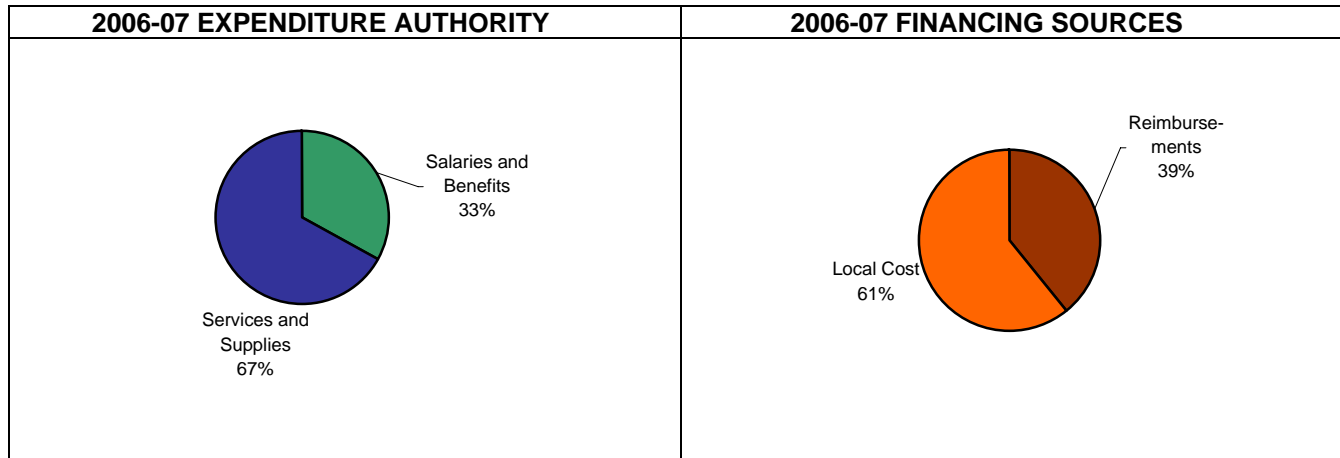 2006-07 EXPENDITURE AUTHORITY
Salaries and
Benefits
33%
Services and
Supplies
67%
2006-07 FINANCING SOURCES
Reimburse-
ments
39%
Local Cost
61%